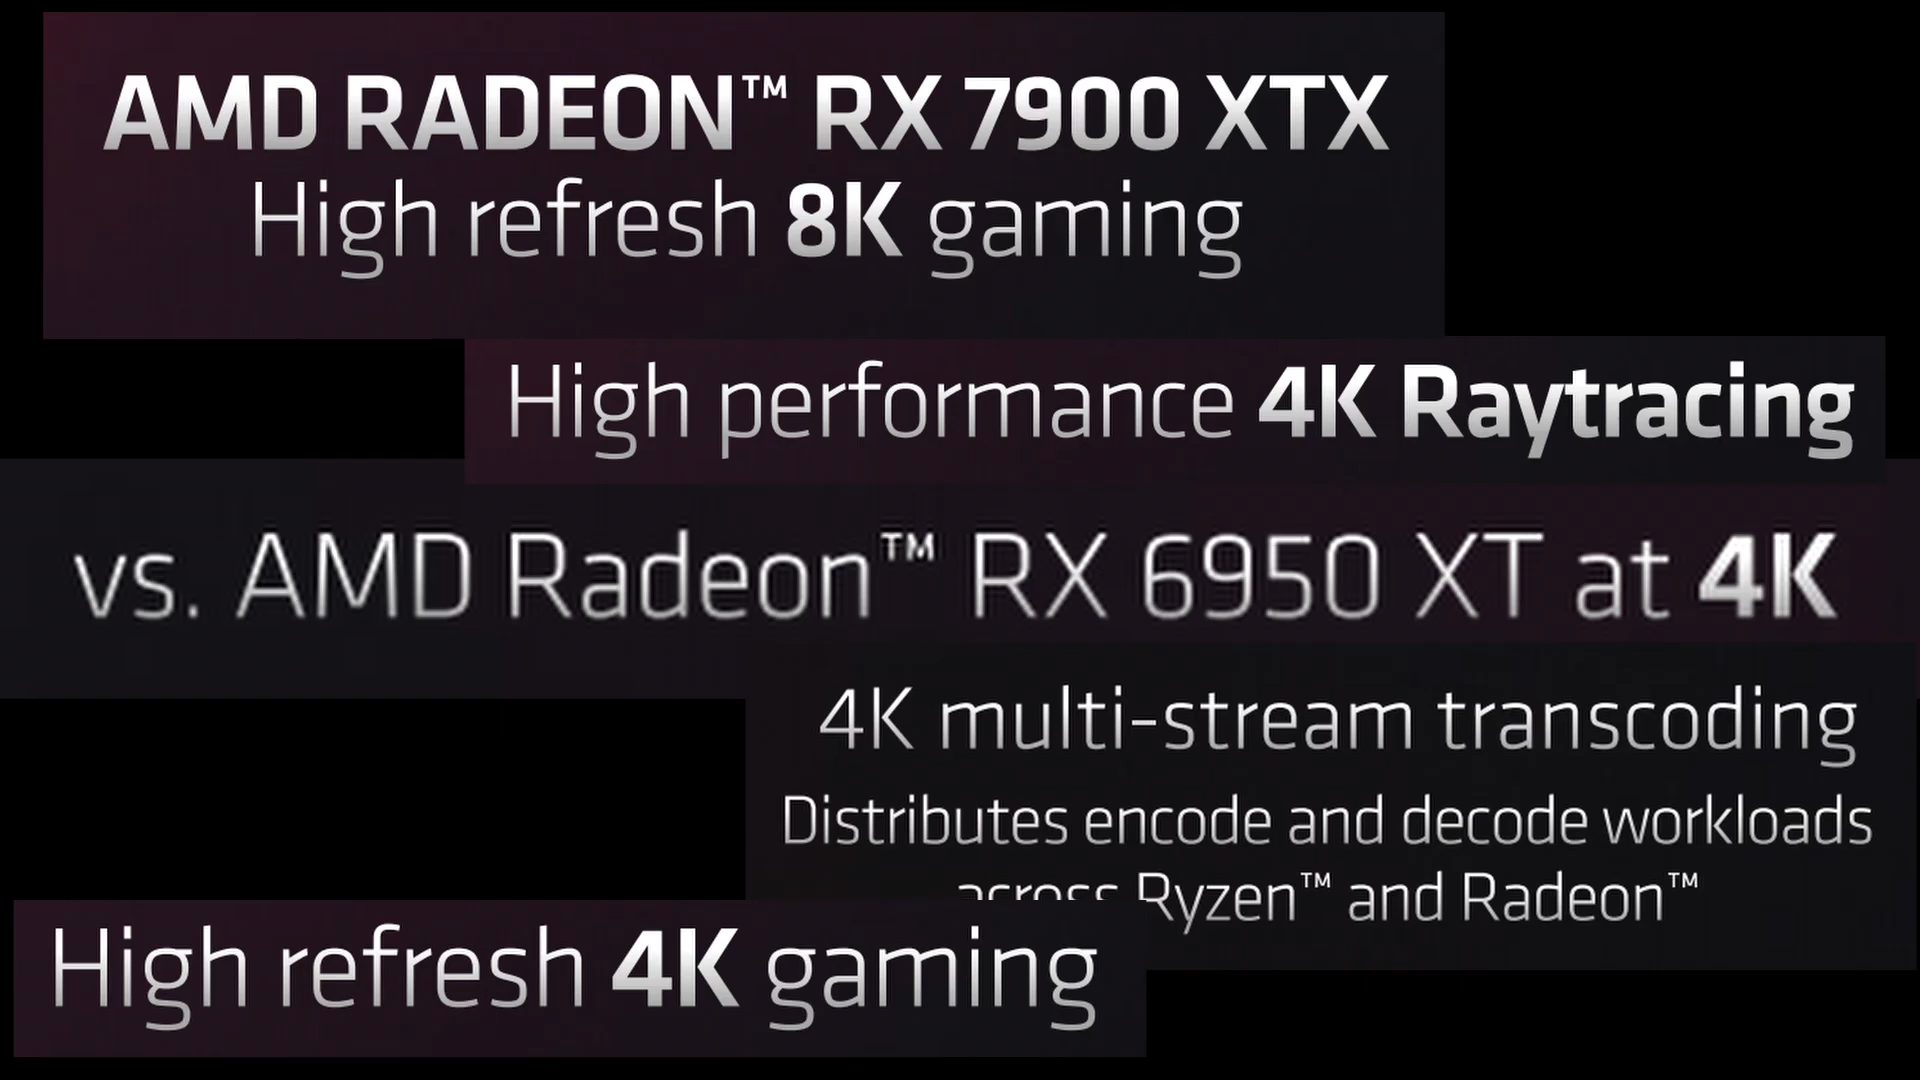 AMD RADEON™ RX 7900 XTX
High refresh 8K gaming
High performance 4K Raytracing
vs. AMD Radeon™ RX 6950 XT at 4K
4K multi-stream transcoding
Distributes encode and decode workloads
across Ryzen™ and Radeon™
High refresh 4K gaming